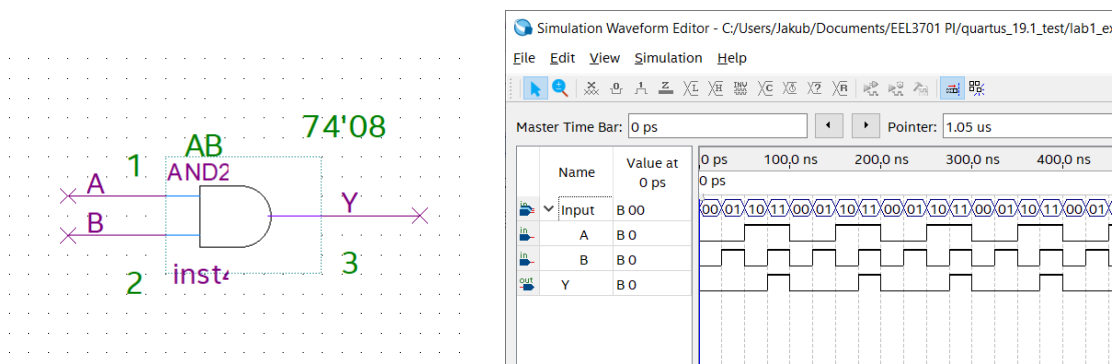 74'08
AB
1
AND2
A
Y
B
inst
2
3
Simulation Waveform Editor - C:/Users/Jakub/Documents/EEL3701 PI/quartus_19.1_test/lab1_ex
File Edit View Simulation Help
Master Time Bar: 0 ps Pointer: 1.05 us
Name Value at 0 ps
0 ps 100,0 ns 200,0 ns 300,0 ns 400,0 ns
0 ps
Input B 00 00 01 10 11 00 01 10 11 00 01 10 11 00 01 10 11 00 01
in A B 0
in B B 0
out Y B 0